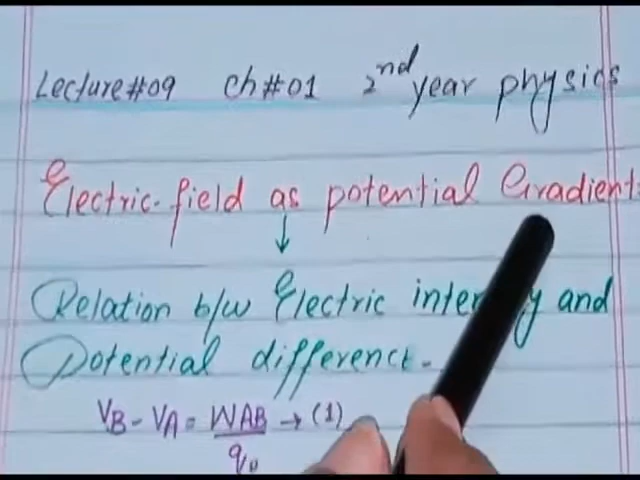 Lecture#09 ch#01 2nd year physics
Electric field as potential Gradient
↓
Relation b/w Electric intensity and
Potential difference.
VB - VA = WAB/q₀ → (1)